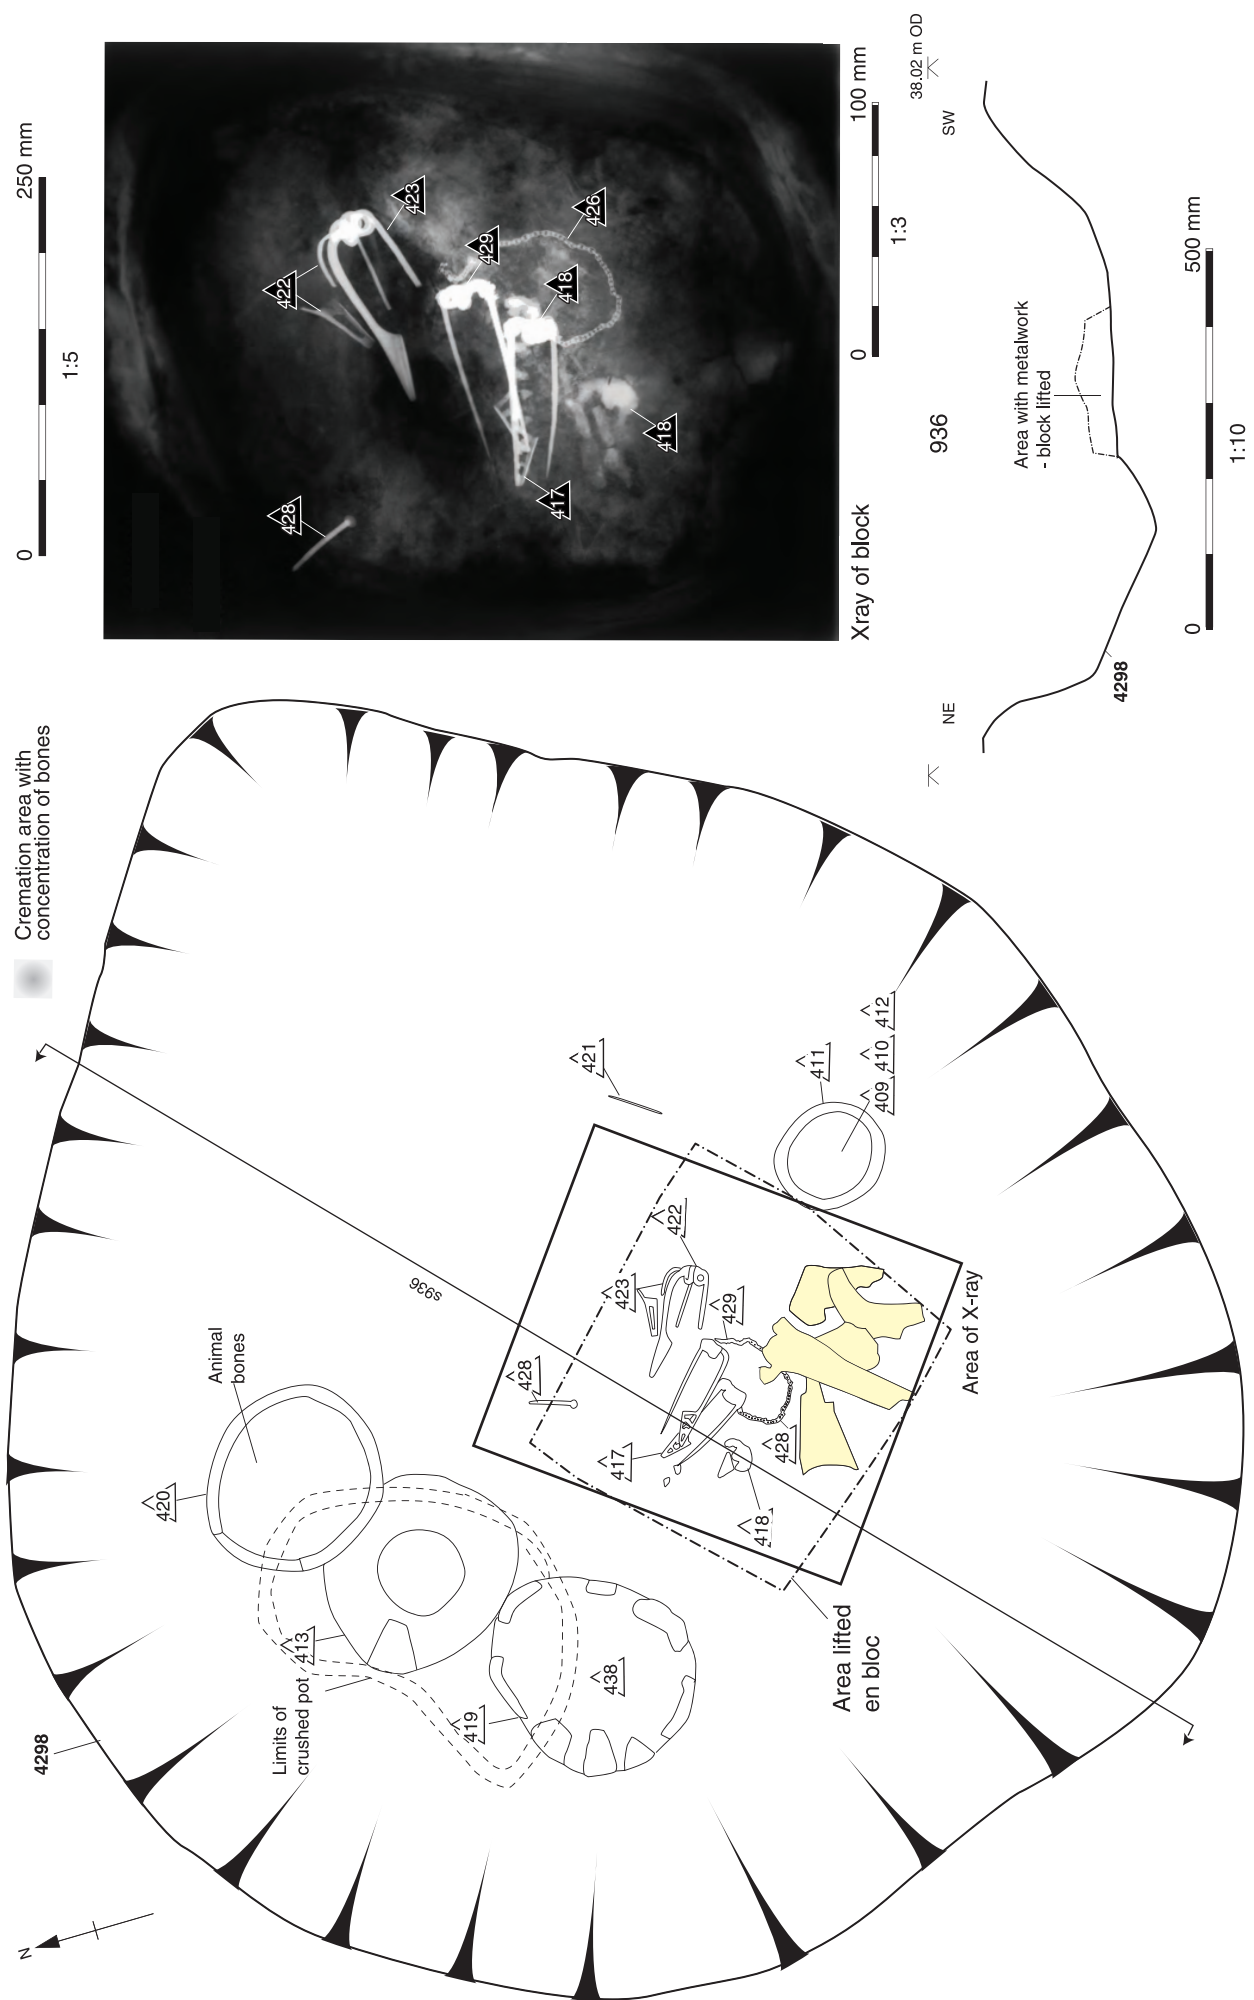 0
250 mm
1:5
Cremation area with
concentration of bones
422
423
429
426
418
428
417
418
Xray of block
0
100 mm
1:3
936
NE
SW
38.02 m OD
Area with metalwork
- block lifted
4298
0
500 mm
1:10
N
4298
Limits of
crushed pot
413
419
438
420
Animal
bones
s936
428
423
422
429
417
428
418
421
411
409
410
412
Area of X-ray
Area lifted
en bloc